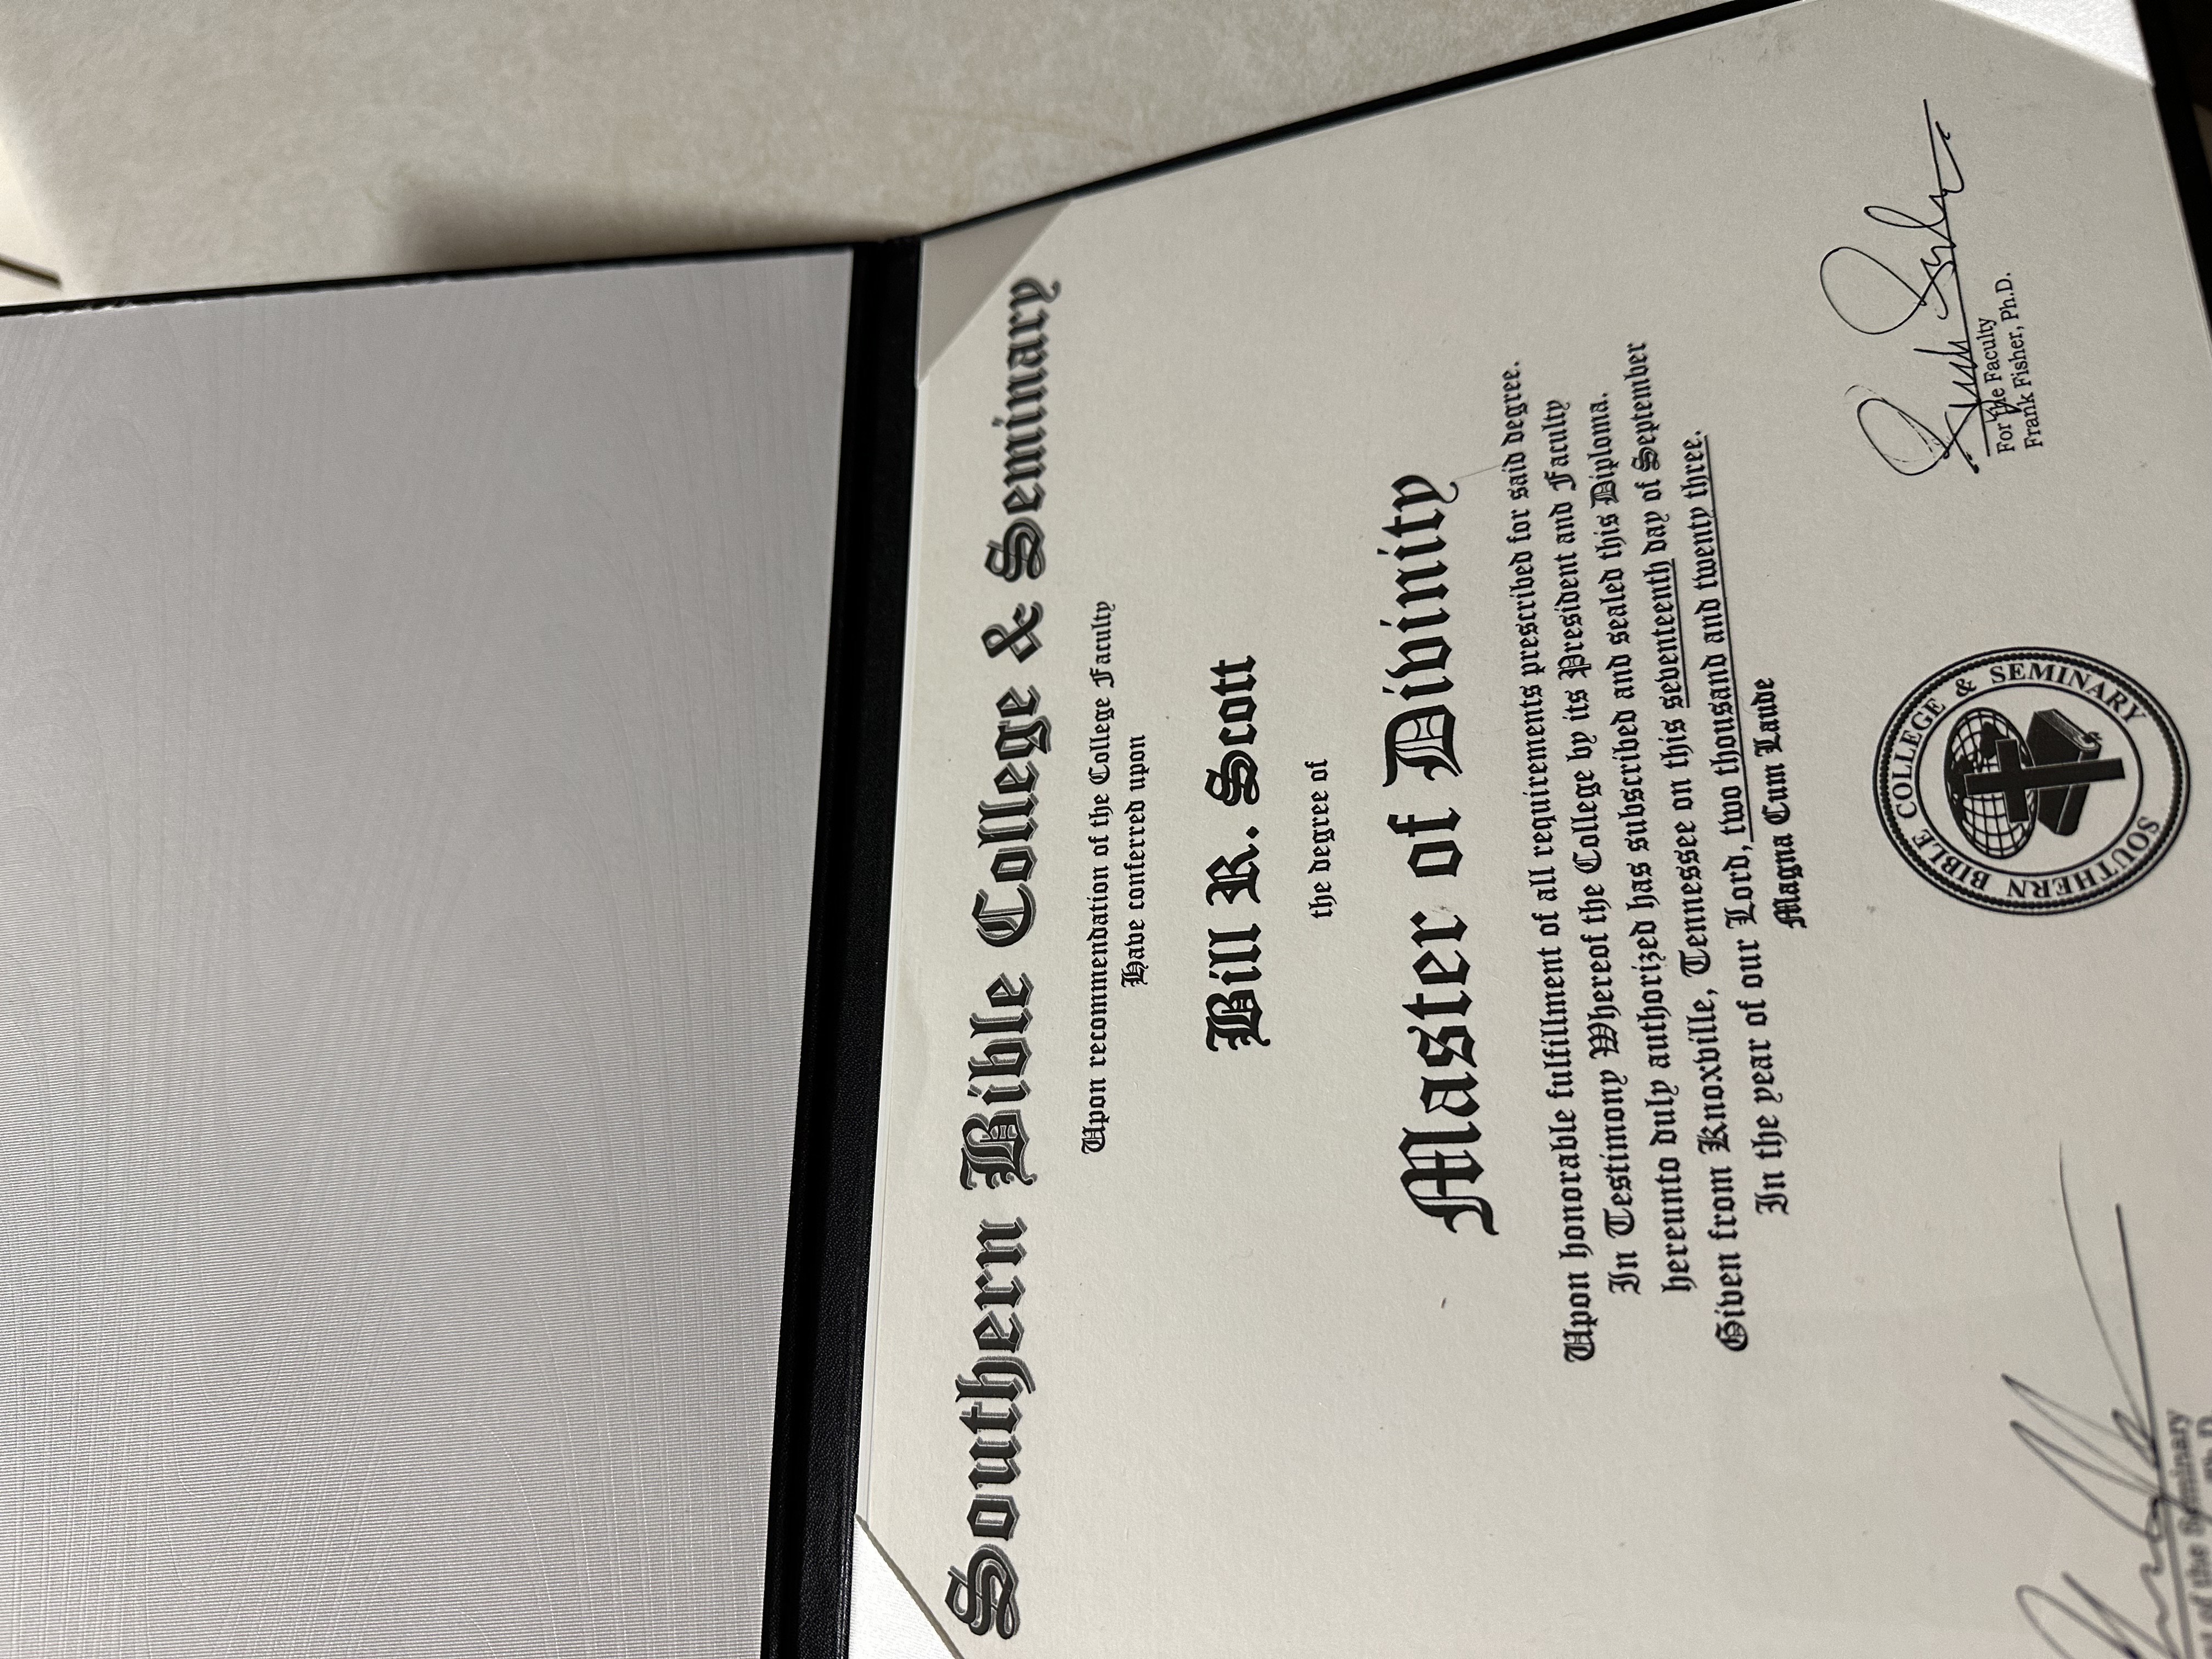 Southern Bible College & Seminary
Upon recommendation of the College Faculty
Have conferred upon
Bill R. Scott
the degree of
Master of Divinity
Upon honorable fulfillment of all requirements prescribed for said degree.
In Testimony Whereof the College by its President and Faculty
hereunto duly authorized has subscribed and sealed this Diploma.
Given from Knoxville, Tennessee on this seventeenth day of September
In the year of our Lord, two thousand and twenty three.
Magna Cum Laude
SOUTHERN BIBLE COLLEGE & SEMINARY
of the Seminary
Ph.D.
For the Faculty
Frank Fisher, Ph.D.